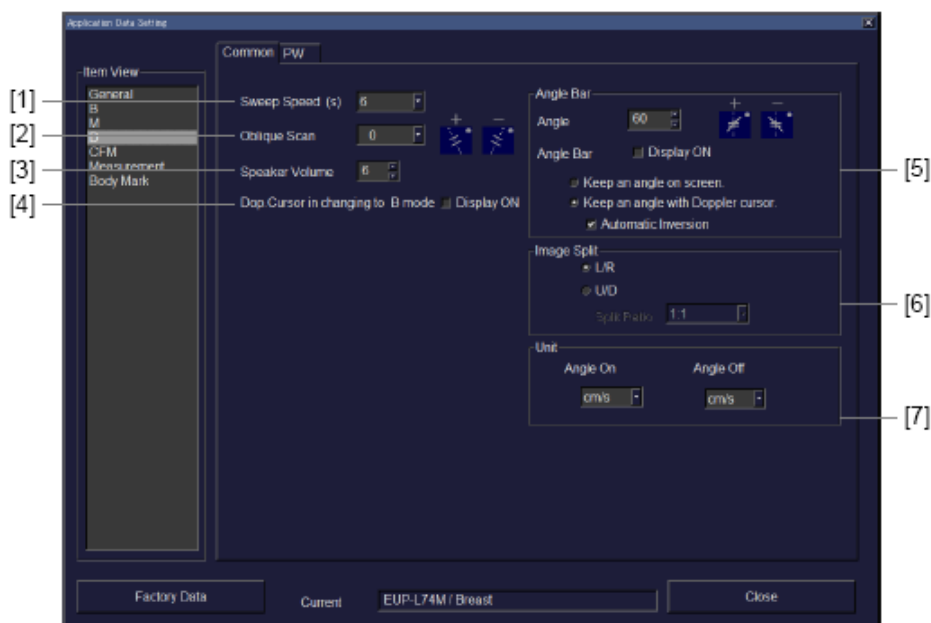 Application Data Setting
Common PW
Item View
General
B
M
D
CFM
Measurement
Body Mark
[1]
[2]
[3]
[4]
Sweep Speed (s) 6
Oblique Scan 0 + −
Speaker Volume 6
Dop.Cursor in changing to B mode Display ON
Angle Bar
Angle 60 + −
Angle Bar Display ON
Keep an angle on screen.
Keep an angle with Doppler cursor.
Automatic Inversion
[5]
Image Split
L/R
U/D
Split Ratio 1:1
[6]
Unit
Angle On Angle Off
cm/s cm/s
[7]
Factory Data Current EUP-L74M / Breast Close